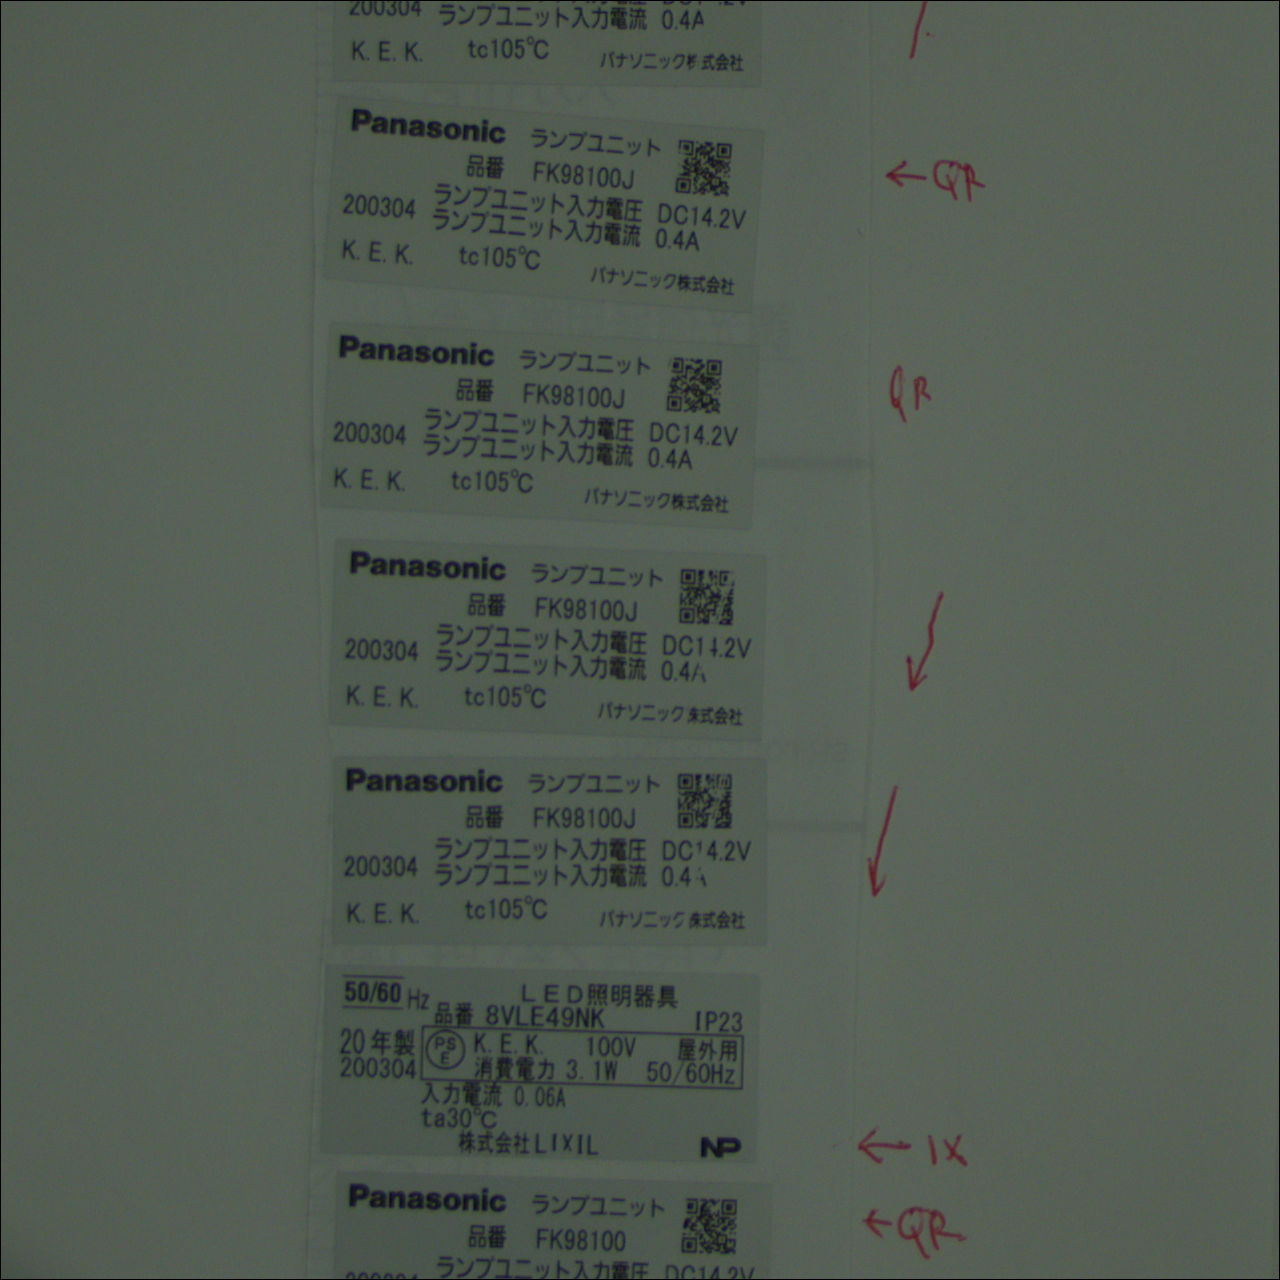 200304 ランプユニット入力電流 0.4A
K.E.K. tc105℃ パナソニック株式会社
Panasonic ランプユニット
品番 FK98100J
← QR
ランプユニット入力電圧 DC14.2V
200304 ランプユニット入力電流 0.4A
K.E.K. tc105℃ パナソニック株式会社
Panasonic ランプユニット
品番 FK98100J
QR
ランプユニット入力電圧 DC14.2V
200304 ランプユニット入力電流 0.4A
K.E.K. tc105℃ パナソニック株式会社
Panasonic ランプユニット
品番 FK98100J
ランプユニット入力電圧 DC14.2V
200304 ランプユニット入力電流 0.4A
K.E.K. tc105℃ パナソニック株式会社
Panasonic ランプユニット
品番 FK98100J
ランプユニット入力電圧 DC14.2V
200304 ランプユニット入力電流 0.4A
K.E.K. tc105℃ パナソニック株式会社
50/60 Hz LED照明器具
品番 8VLE49NK IP23
20年製 PSE K.E.K. 100V 屋外用
200304 消費電力 3.1W 50/60Hz
入力電流 0.06A
ta30℃
株式会社LIXIL NP
← IX
Panasonic ランプユニット
← QR
品番 FK98100
ランプユニット入力電圧 DC14.2V